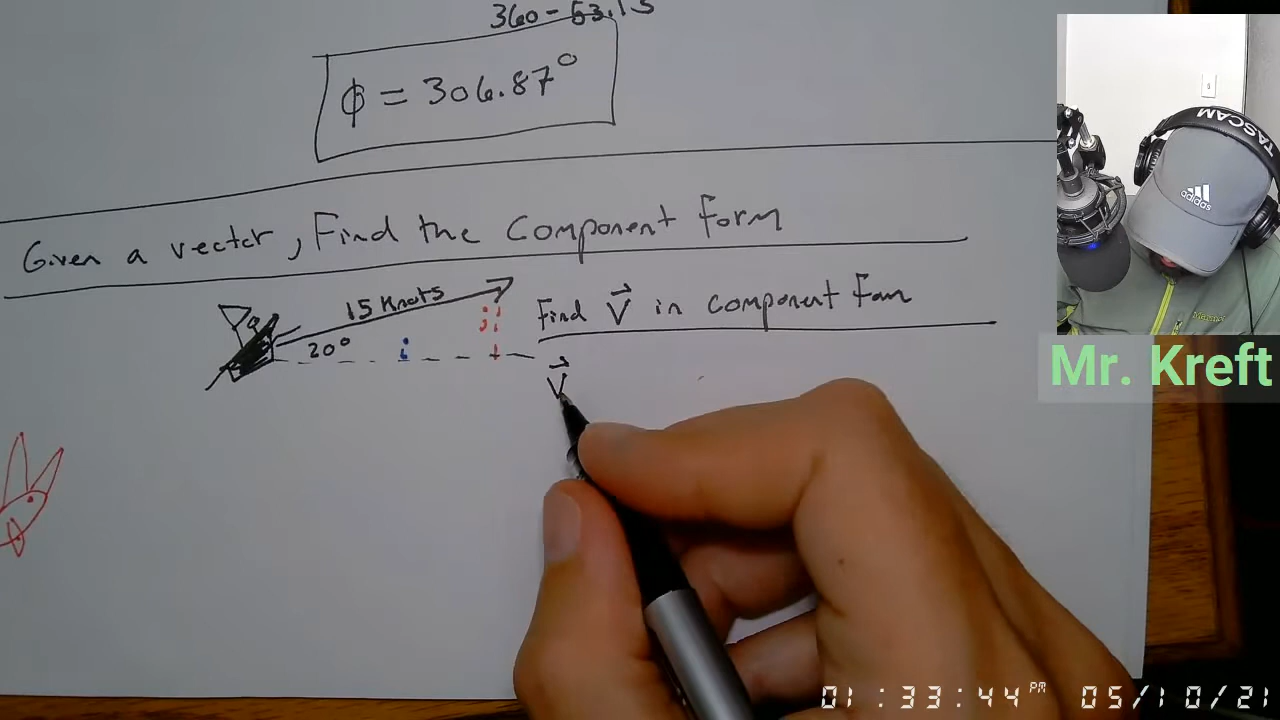 360-53.13
ϕ = 306.87°
Given a vector, Find the Component Form
15 Knots
20°
i
j
Find V⃗ in component Form
V⃗
TASCAM
adidas
Mr. Kreft
01:33:44 PM 05/10/21